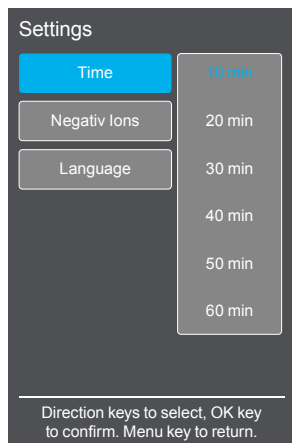 Settings
Time
10 min
Negativ Ions
20 min
Language
30 min
40 min
50 min
60 min
Direction keys to select, OK key
to confirm. Menu key to return.